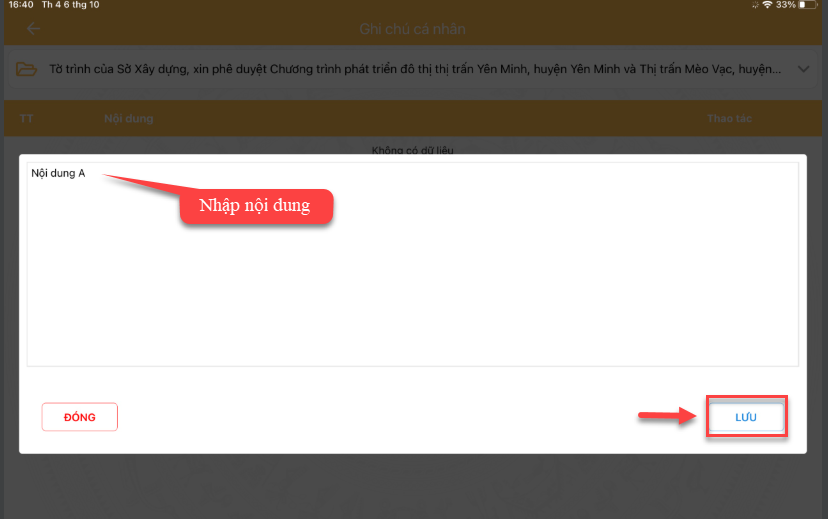 16:40 Th 4 6 thg 10
33%
Ghi chú cá nhân
Tờ trình của Sở Xây dựng, xin phê duyệt Chương trình phát triển đô thị thị trấn Yên Minh, huyện Yên Minh và Thị trấn Mèo Vạc, huyện...
TT Nội dung Thao tác
Không có dữ liệu
Nội dung A
Nhập nội dung
ĐÓNG LƯU